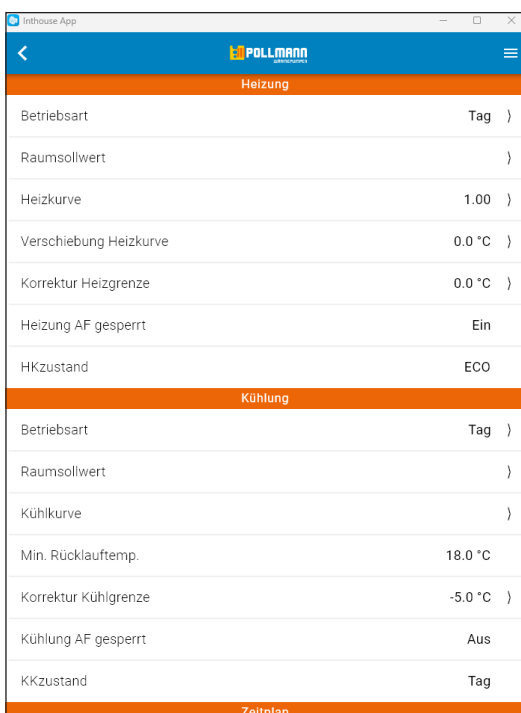 Inthouse App
POLLMANN
WÄRMEPUMPEN
Heizung
Betriebsart Tag
Raumsollwert
Heizkurve 1.00
Verschiebung Heizkurve 0.0 °C
Korrektur Heizgrenze 0.0 °C
Heizung AF gesperrt Ein
HKzustand ECO
Kühlung
Betriebsart Tag
Raumsollwert
Kühlkurve
Min. Rücklauftemp. 18.0 °C
Korrektur Kühlgrenze -5.0 °C
Kühlung AF gesperrt Aus
KKzustand Tag
Zeitplan